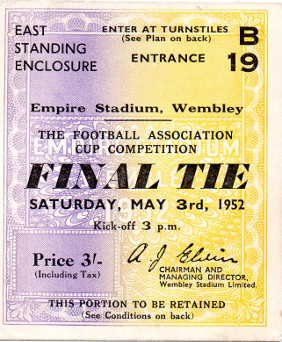 EAST
STANDING
ENCLOSURE
ENTER AT TURNSTILES
(See Plan on back)
ENTRANCE
B
19
Empire Stadium, Wembley
THE FOOTBALL ASSOCIATION
CUP COMPETITION
FINAL TIE
SATURDAY, MAY 3rd, 1952
Kick-off 3 p.m.
Price 3/-
(Including Tax)
A J Elvin
CHAIRMAN AND
MANAGING DIRECTOR,
Wembley Stadium Limited.
THIS PORTION TO BE RETAINED
(See Conditions on back)